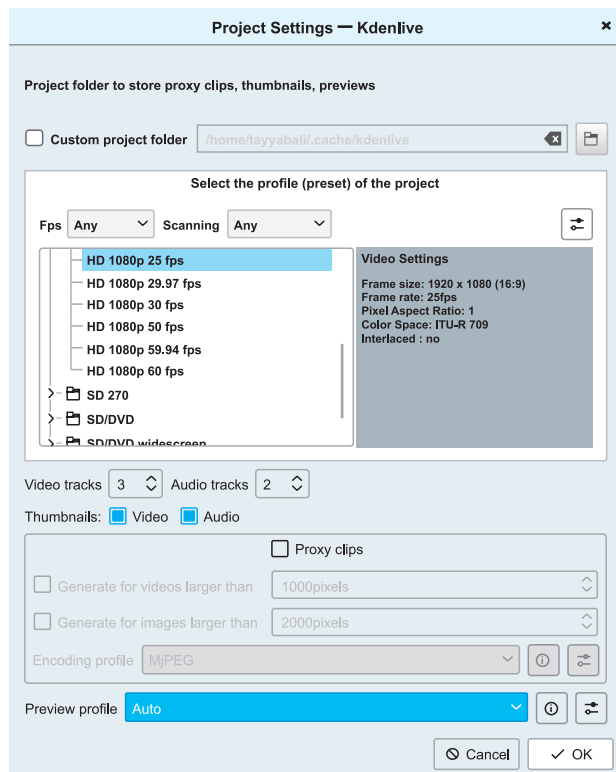 Project Settings — Kdenlive
Project folder to store proxy clips, thumbnails, previews
Custom project folder /home/tayyabali/.cache/kdenlive
Select the profile (preset) of the project
Fps Any Scanning Any
HD 1080p 25 fps
HD 1080p 29.97 fps
HD 1080p 30 fps
HD 1080p 50 fps
HD 1080p 59.94 fps
HD 1080p 60 fps
SD 270
SD/DVD
SD/DVD widescreen
Video Settings
Frame size: 1920 x 1080 (16:9)
Frame rate: 25fps
Pixel Aspect Ratio: 1
Color Space: ITU-R 709
Interlaced : no
Video tracks 3 Audio tracks 2
Thumbnails: Video Audio
Proxy clips
Generate for videos larger than 1000pixels
Generate for images larger than 2000pixels
Encoding profile MjPEG
Preview profile Auto
Cancel OK